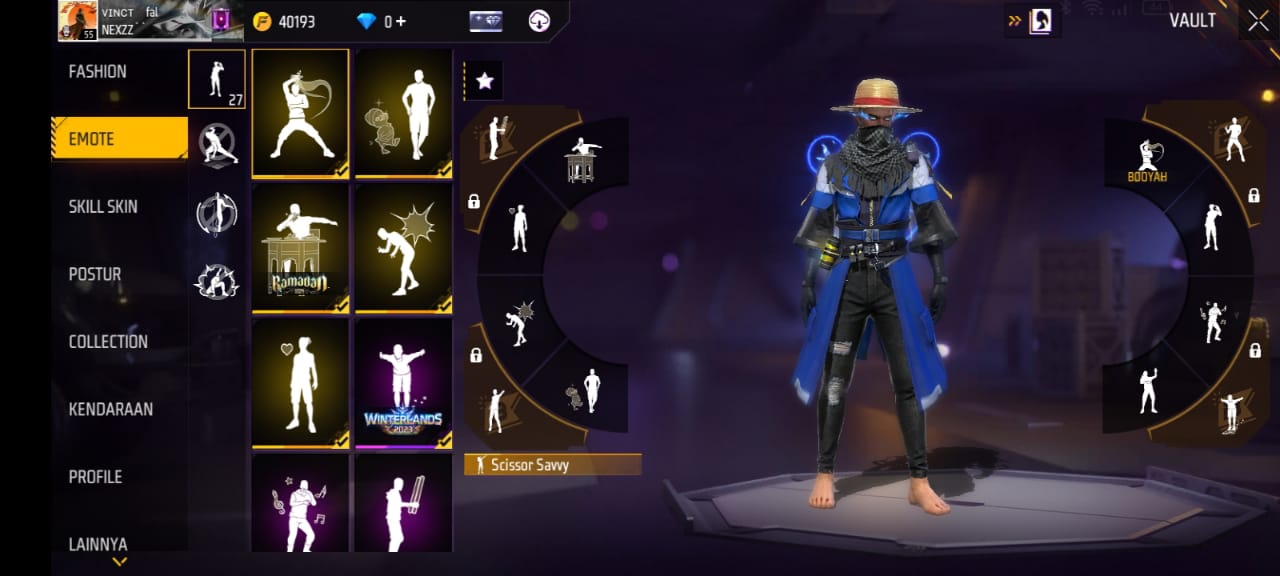 VINCT fal
NEXZZ
55
40193
0 +
VAULT
FASHION
EMOTE
SKILL SKIN
POSTUR
COLLECTION
KENDARAAN
PROFILE
LAINNYA
27
Ramadan
WINTERLANDS
2023
Scissor Savvy
BOOYAH